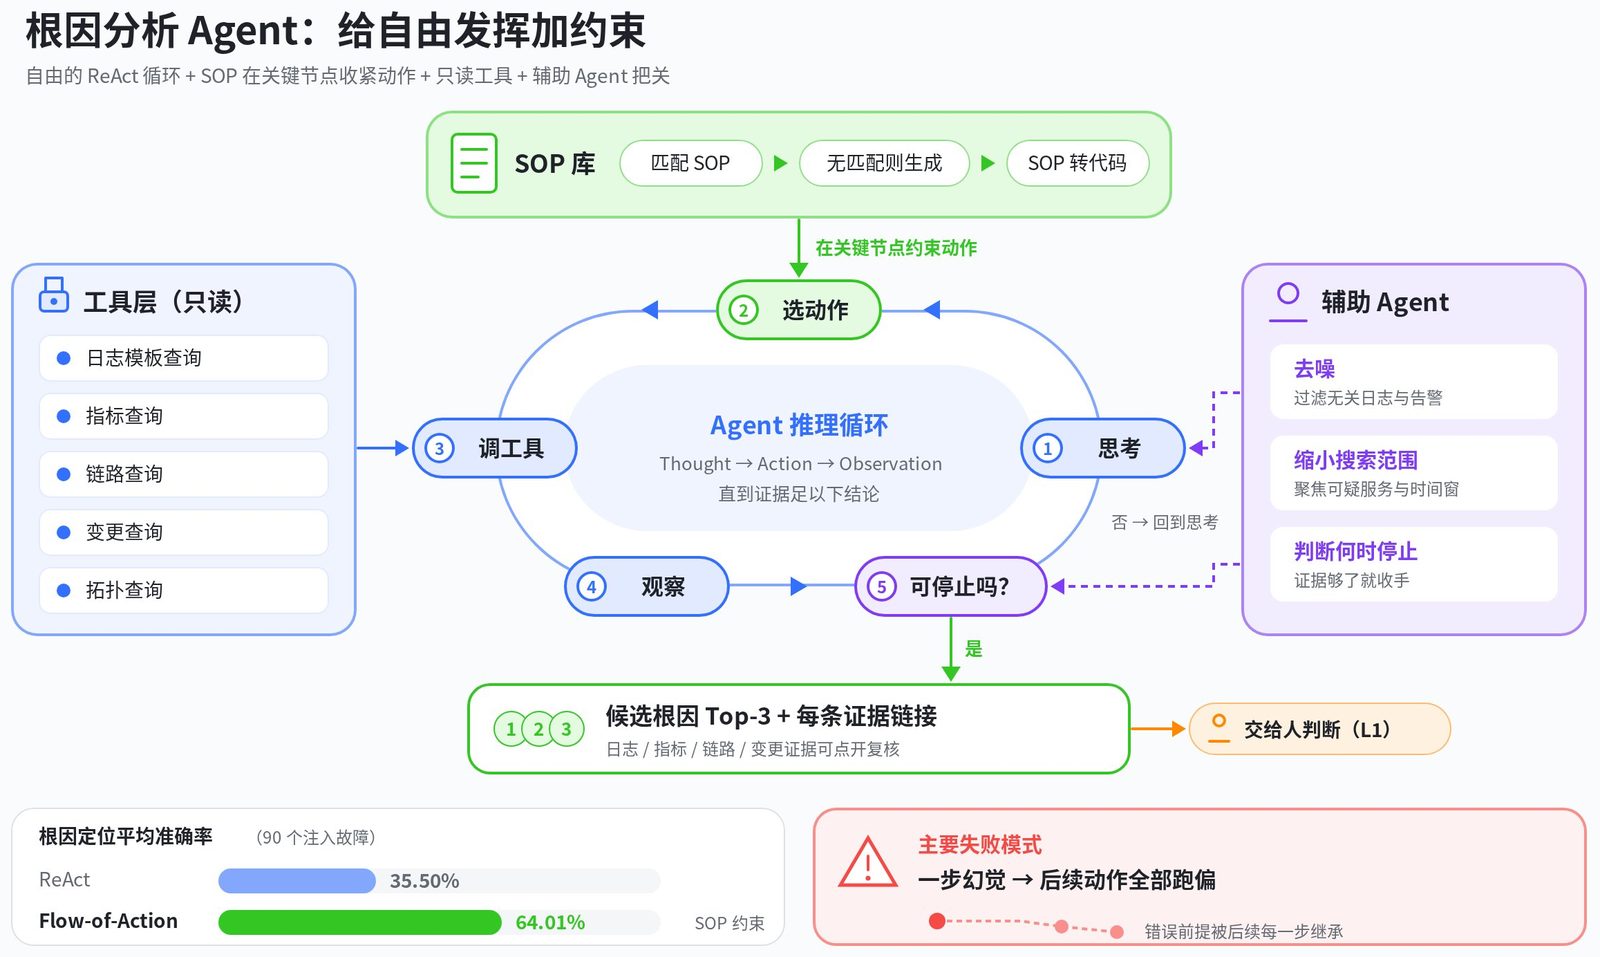 根因分析 Agent：给自由发挥加约束
自由的 ReAct 循环 + SOP 在关键节点收紧动作 + 只读工具 + 辅助 Agent 把关
SOP 库
匹配 SOP
无匹配则生成
SOP 转代码
在关键节点约束动作
工具层（只读）
日志模板查询
指标查询
链路查询
变更查询
拓扑查询
2 选动作
3 调工具
Agent 推理循环
Thought → Action → Observation
直到证据足以下结论
1 思考
否 → 回到思考
4 观察
5 可停止吗？
是
辅助 Agent
去噪
过滤无关日志与告警
缩小搜索范围
聚焦可疑服务与时间窗
判断何时停止
证据够了就收手
1 2 3
候选根因 Top-3 + 每条证据链接
日志 / 指标 / 链路 / 变更证据可点开复核
交给人判断（L1）
根因定位平均准确率 （90 个注入故障）
ReAct 35.50%
Flow-of-Action 64.01% SOP 约束
主要失败模式
一步幻觉 → 后续动作全部跑偏
错误前提被后续每一步继承